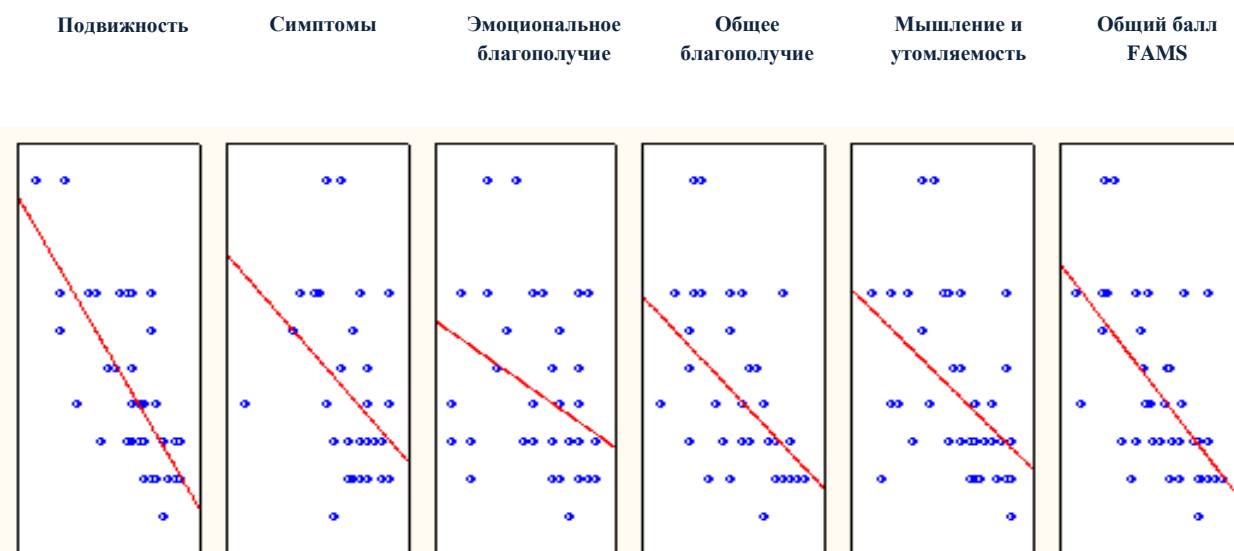 Подвижность
Симптомы
Эмоциональное
благополучие
Общее
благополучие
Мышление и
утомляемость
Общий балл
FAMS